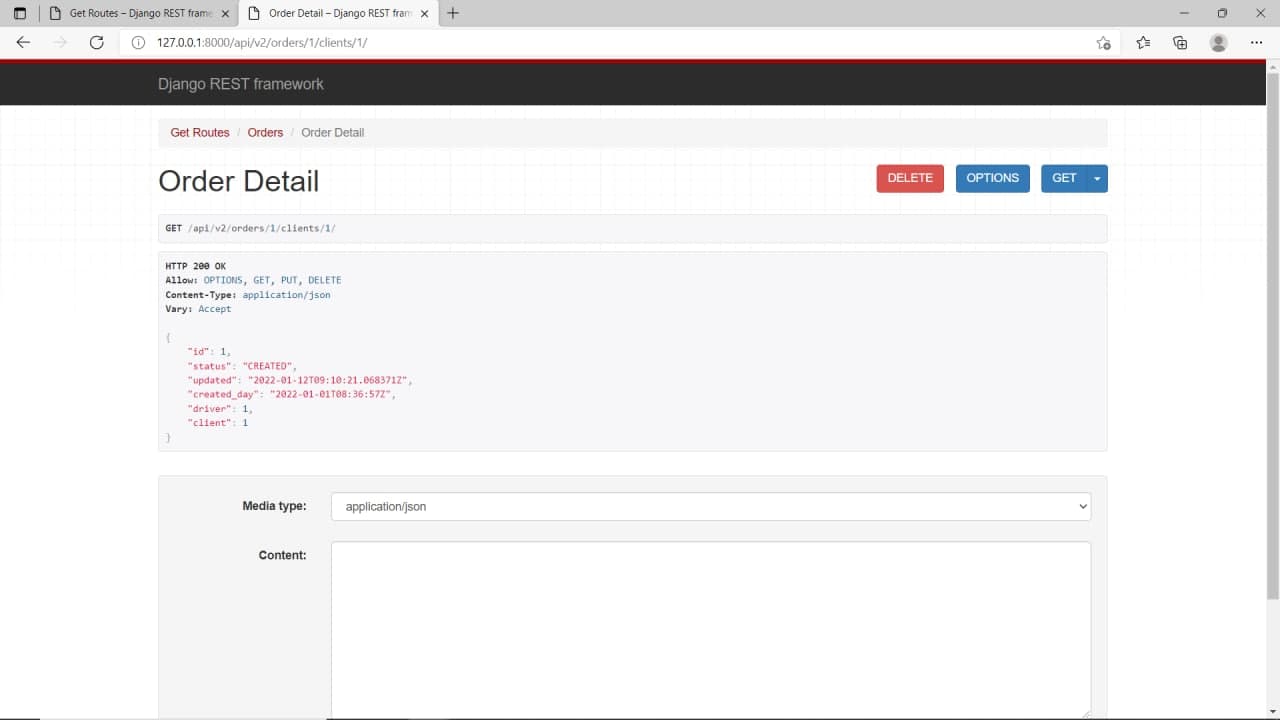 Get Routes – Django REST frame
Order Detail – Django REST fram
127.0.0.1:8000/api/v2/orders/1/clients/1/
Django REST framework
Get Routes / Orders / Order Detail
Order Detail
DELETE
OPTIONS
GET
GET /api/v2/orders/1/clients/1/
HTTP 200 OK
Allow: OPTIONS, GET, PUT, DELETE
Content-Type: application/json
Vary: Accept
{
"id": 1,
"status": "CREATED",
"updated": "2022-01-12T09:10:21.068371Z",
"created_day": "2022-01-01T08:36:57Z",
"driver": 1,
"client": 1
}
Media type:
application/json
Content: